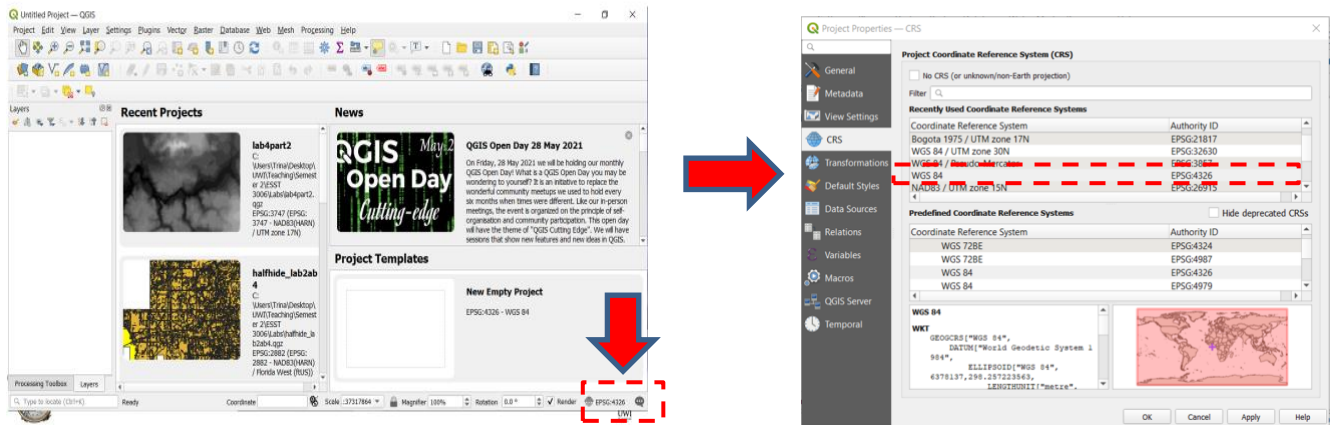 Untitled Project — QGIS
Project Edit View Layer Settings Plugins Vector Raster Database Web Mesh Processing Help
Layers
Recent Projects
lab4part2
C:
\Users\Trina\Desktop\
UWI\Teaching\Semest
er 2\ESST
3006\Labs\lab4part2.
qgz
EPSG:3747 (EPSG:
3747 - NAD83(HARN)
/ UTM zone 17N)
halfhide_lab2ab
4
C:
\Users\Trina\Desktop\
UWI\Teaching\Semest
er 2\ESST
3006\Labs\halfhide_la
b2ab4.qgz
EPSG:2882 (EPSG:
2882 - NAD83(HARN)
/ Florida West (ftUS))
News
QGIS May 2
Open Day
Cutting-edge
QGIS Open Day 28 May 2021
On Friday, 28 May 2021 we will be holding our monthly
QGIS Open Day! What is a QGIS Open Day you may be
wondering to yourself? It is an initiative to replace the
wonderful community meetups we used to hold every
six months when times were different. Like our in-person
meetings, the event is organized on the principle of self-
organisation and community participation. This open day
will have the theme of "QGIS Cutting Edge". We will have
sessions that show new features and new ideas in QGIS.
Project Templates
New Empty Project
EPSG:4326 - WGS 84
Processing Toolbox Layers
Type to locate (Ctrl+K) Ready Coordinate Scale :37317864 Magnifier 100% Rotation 0.0 ° Render EPSG:4326
UWI
Project Properties — CRS
General
Metadata
View Settings
CRS
Transformations
Default Styles
Data Sources
Relations
Variables
Macros
QGIS Server
Temporal
Project Coordinate Reference System (CRS)
No CRS (or unknown/non-Earth projection)
Filter
Recently Used Coordinate Reference Systems
Coordinate Reference System Authority ID
Bogota 1975 / UTM zone 17N EPSG:21817
WGS 84 / UTM zone 30N EPSG:32630
WGS 84 / Pseudo-Mercator EPSG:3857
WGS 84 EPSG:4326
NAD83 / UTM zone 15N EPSG:26915
Predefined Coordinate Reference Systems Hide deprecated CRSs
Coordinate Reference System Authority ID
WGS 72BE EPSG:4324
WGS 72BE EPSG:4987
WGS 84 EPSG:4326
WGS 84 EPSG:4979
WGS 84
WKT
GEOGCRS["WGS 84",
DATUM["World Geodetic System 1
984",
ELLIPSOID["WGS 84",
6378137,298.257223563,
LENGTHUNIT["metre",
OK Cancel Apply Help